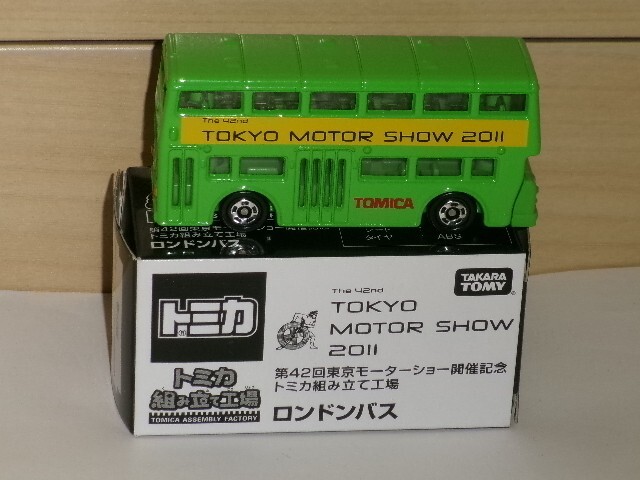 The 42nd
TOKYO MOTOR SHOW 2011
TOMICA
ABS
トミカ
The 42nd
TOKYO
MOTOR SHOW
2011
TAKARA
TOMY
第42回東京モーターショー開催記念
トミカ組み立て工場
ロンドンバス
トミカ
組み立て工場
TOMICA ASSEMBLY FACTORY